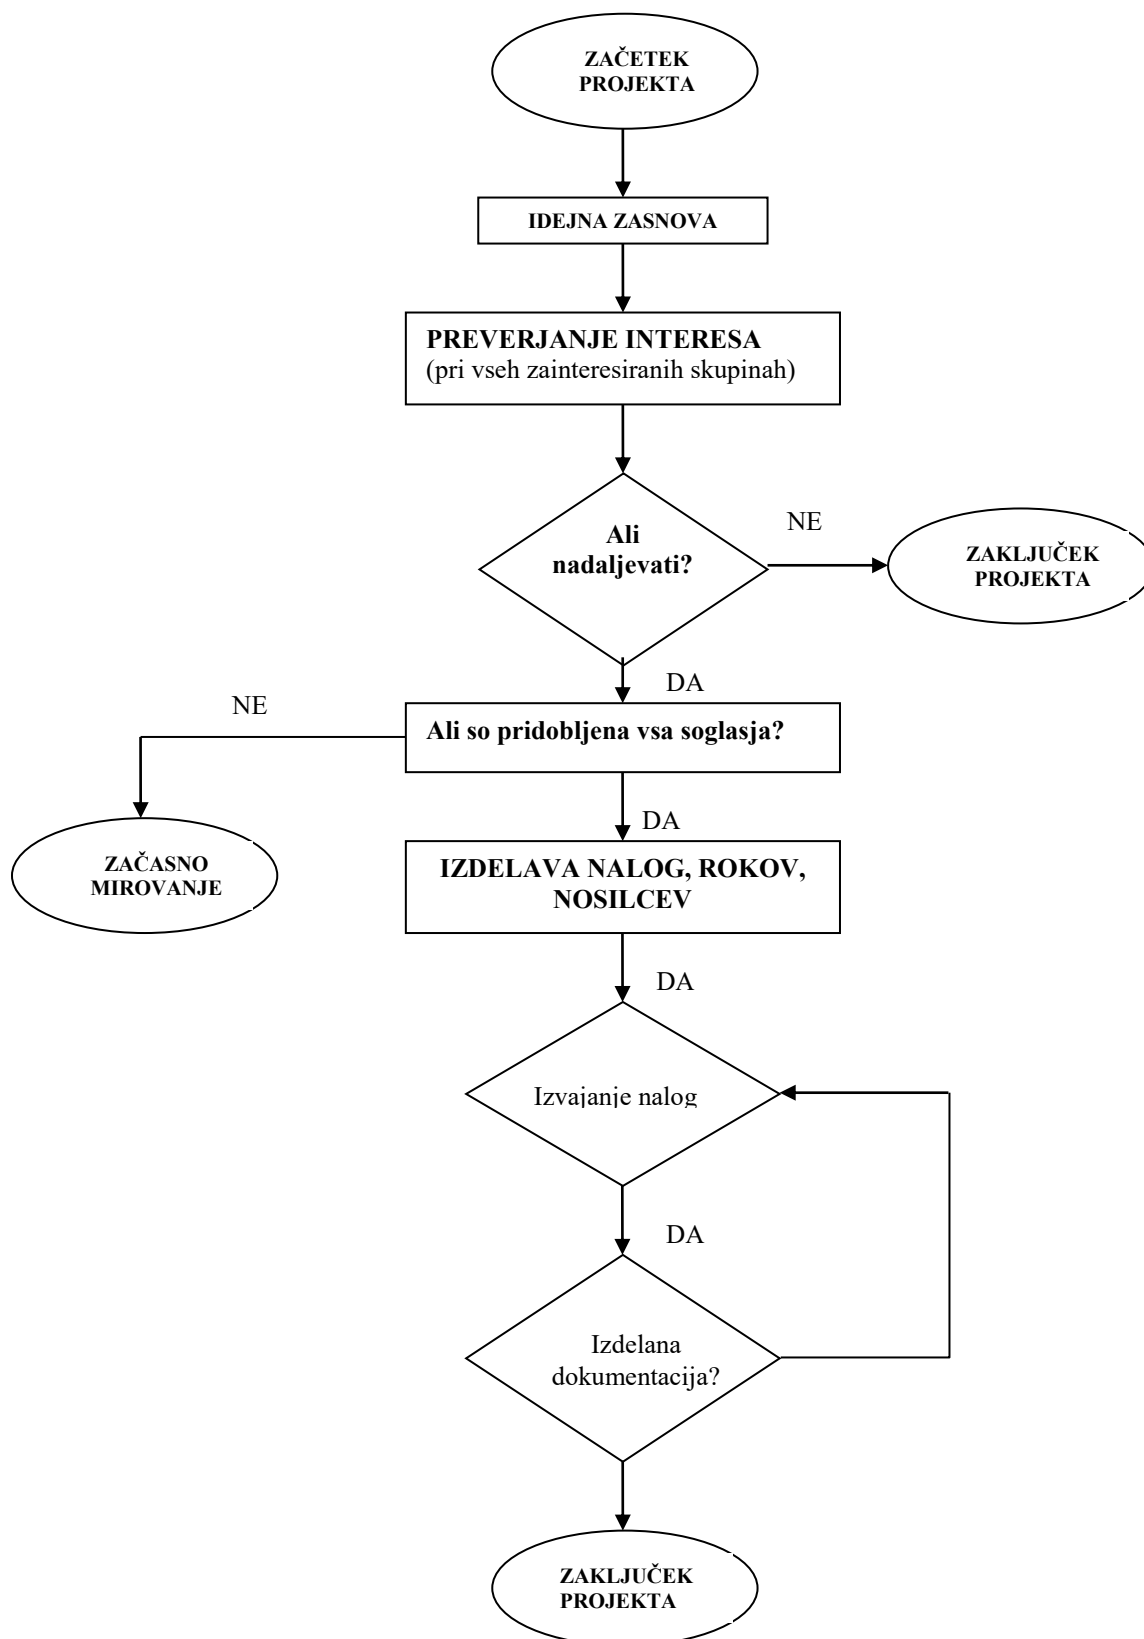 ZAČETEK
PROJEKTA
IDEJNA ZASNOVA
PREVERJANJE INTERESA
(pri vseh zainteresiranih skupinah)
Ali
nadaljevati?
NE
ZAKLJUČEK
PROJEKTA
DA
NE
Ali so pridobljena vsa soglasja?
DA
ZAČASNO
MIROVANJE
IZDELAVA NALOG, ROKOV,
NOSILCEV
DA
Izvajanje nalog
DA
Izdelana
dokumentacija?
ZAKLJUČEK
PROJEKTA